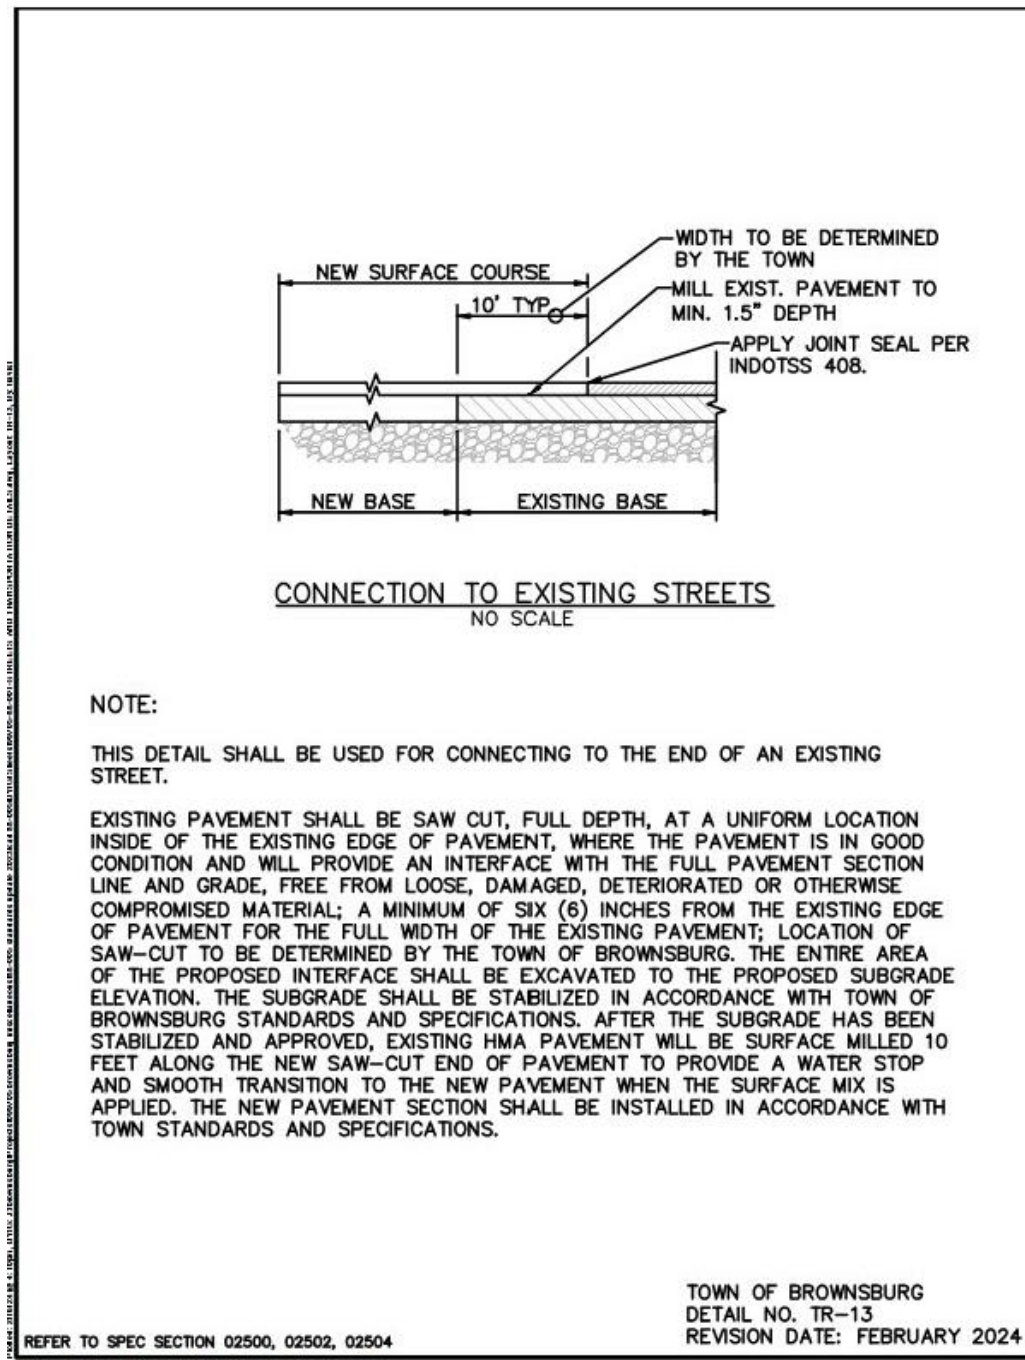 WIDTH TO BE DETERMINED
BY THE TOWN
NEW SURFACE COURSE
MILL EXIST. PAVEMENT TO
MIN. 1.5" DEPTH
10' TYP
APPLY JOINT SEAL PER
INDOTSS 408.
NEW BASE
EXISTING BASE
CONNECTION TO EXISTING STREETS
NO SCALE
NOTE:
THIS DETAIL SHALL BE USED FOR CONNECTING TO THE END OF AN EXISTING
STREET.
EXISTING PAVEMENT SHALL BE SAW CUT, FULL DEPTH, AT A UNIFORM LOCATION
INSIDE OF THE EXISTING EDGE OF PAVEMENT, WHERE THE PAVEMENT IS IN GOOD
CONDITION AND WILL PROVIDE AN INTERFACE WITH THE FULL PAVEMENT SECTION
LINE AND GRADE, FREE FROM LOOSE, DAMAGED, DETERIORATED OR OTHERWISE
COMPROMISED MATERIAL; A MINIMUM OF SIX (6) INCHES FROM THE EXISTING EDGE
OF PAVEMENT FOR THE FULL WIDTH OF THE EXISTING PAVEMENT; LOCATION OF
SAW-CUT TO BE DETERMINED BY THE TOWN OF BROWNSBURG. THE ENTIRE AREA
OF THE PROPOSED INTERFACE SHALL BE EXCAVATED TO THE PROPOSED SUBGRADE
ELEVATION. THE SUBGRADE SHALL BE STABILIZED IN ACCORDANCE WITH TOWN OF
BROWNSBURG STANDARDS AND SPECIFICATIONS. AFTER THE SUBGRADE HAS BEEN
STABILIZED AND APPROVED, EXISTING HMA PAVEMENT WILL BE SURFACE MILLED 10
FEET ALONG THE NEW SAW-CUT END OF PAVEMENT TO PROVIDE A WATER STOP
AND SMOOTH TRANSITION TO THE NEW PAVEMENT WHEN THE SURFACE MIX IS
APPLIED. THE NEW PAVEMENT SECTION SHALL BE INSTALLED IN ACCORDANCE WITH
TOWN STANDARDS AND SPECIFICATIONS.
TOWN OF BROWNSBURG
DETAIL NO. TR-13
REVISION DATE: FEBRUARY 2024
REFER TO SPEC SECTION 02500, 02502, 02504